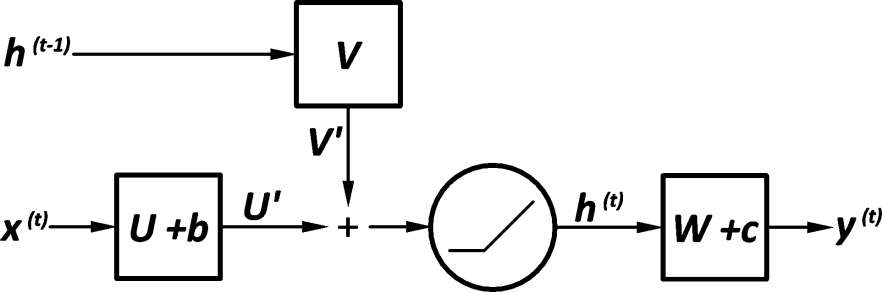 h (t-1)
V
V'
x (t)
U +b
U'
+
h (t)
W +c
y (t)